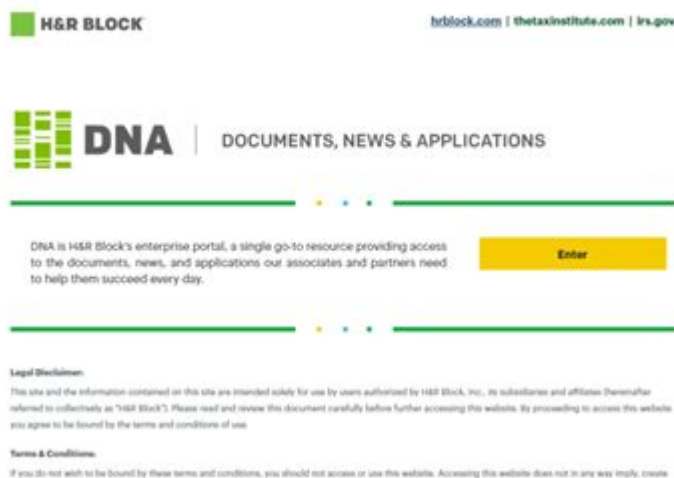 H&R BLOCK
hrblock.com | thetaxinstitute.com | irs.gov
DNA | DOCUMENTS, NEWS & APPLICATIONS
DNA is H&R Block's enterprise portal, a single go-to resource providing access
to the documents, news, and applications our associates and partners need
to help them succeed every day.
Enter
Legal Disclaimer:
This site and the information contained on this site are intended solely for use by users authorized by H&R Block, Inc., its subsidiaries and affiliates (hereinafter
referred to collectively as "H&R Block"). Please read and review this document carefully before further accessing this website. By proceeding to access this website
you agree to be bound by the terms and conditions of use.
Terms & Conditions:
If you do not wish to be bound by these terms and conditions, you should not access or use this website. Accessing this website does not in any way imply, create